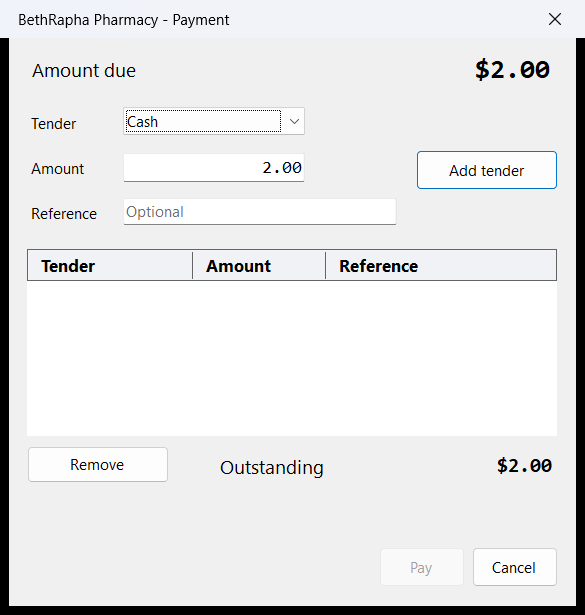 BethRapha Pharmacy - Payment
Amount due $2.00
Tender Cash
Amount 2.00 Add tender
Reference Optional
Tender Amount Reference
Remove Outstanding $2.00
Pay Cancel